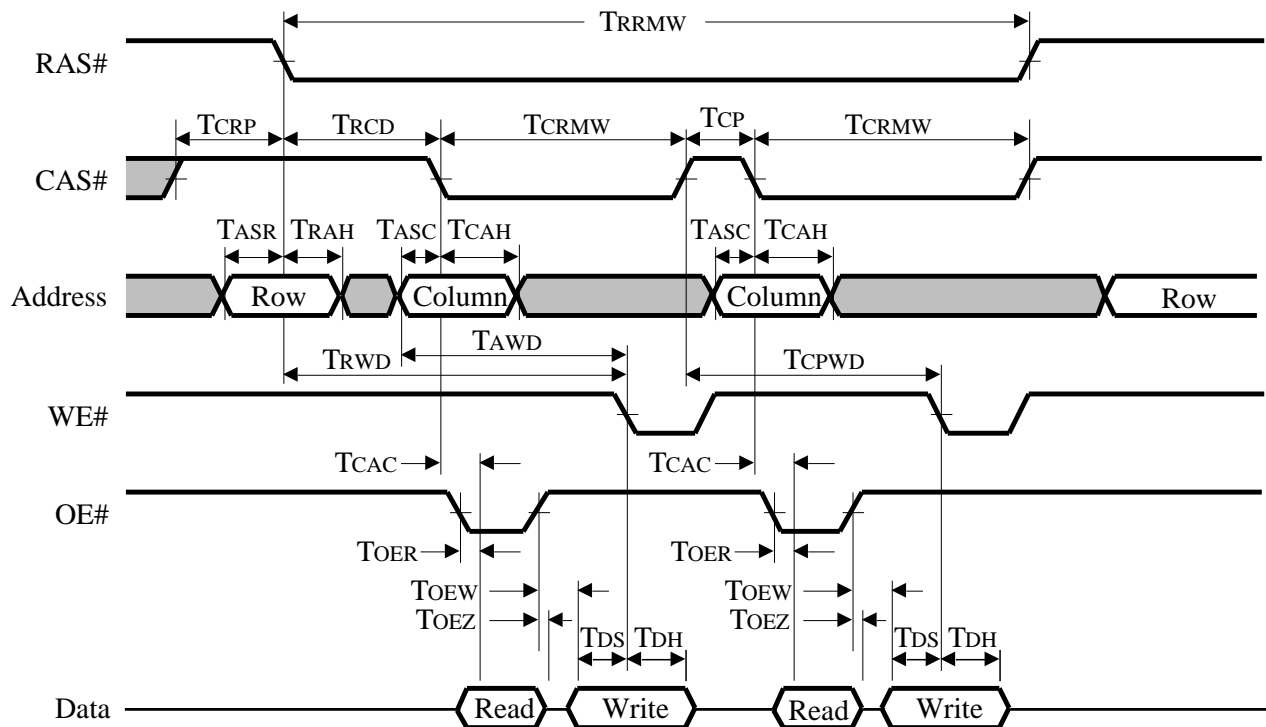 TRRMW
RAS#
TCRP TRCD TCRMW TCP TCRMW
CAS#
TASR TRAH TASC TCAH TASC TCAH
Address Row Column Column Row
TAWD
TRWD TCPWD
WE#
TCAC TCAC
OE#
TOER TOER
TOEW TOEW
TOEZ TOEZ
TDS TDH TDS TDH
Data Read Write Read Write